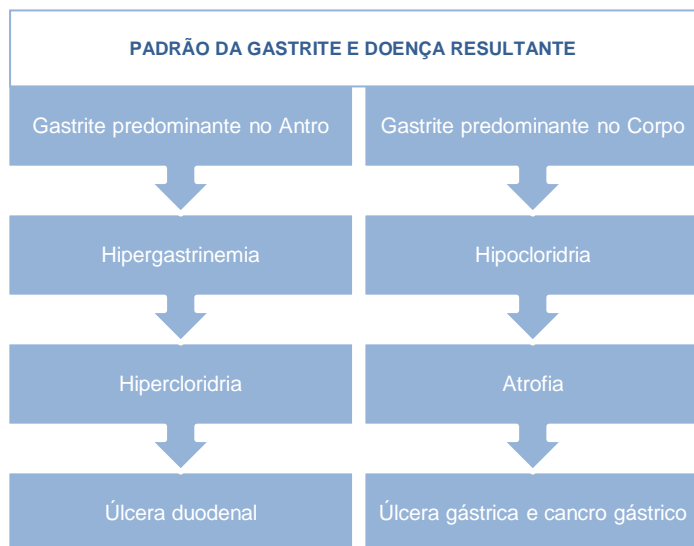 PADRÃO DA GASTRITE E DOENÇA RESULTANTE
Gastrite predominante no Antro
Hipergastrinemia
Hipercloridria
Úlcera duodenal
Gastrite predominante no Corpo
Hipocloridria
Atrofia
Úlcera gástrica e cancro gástrico